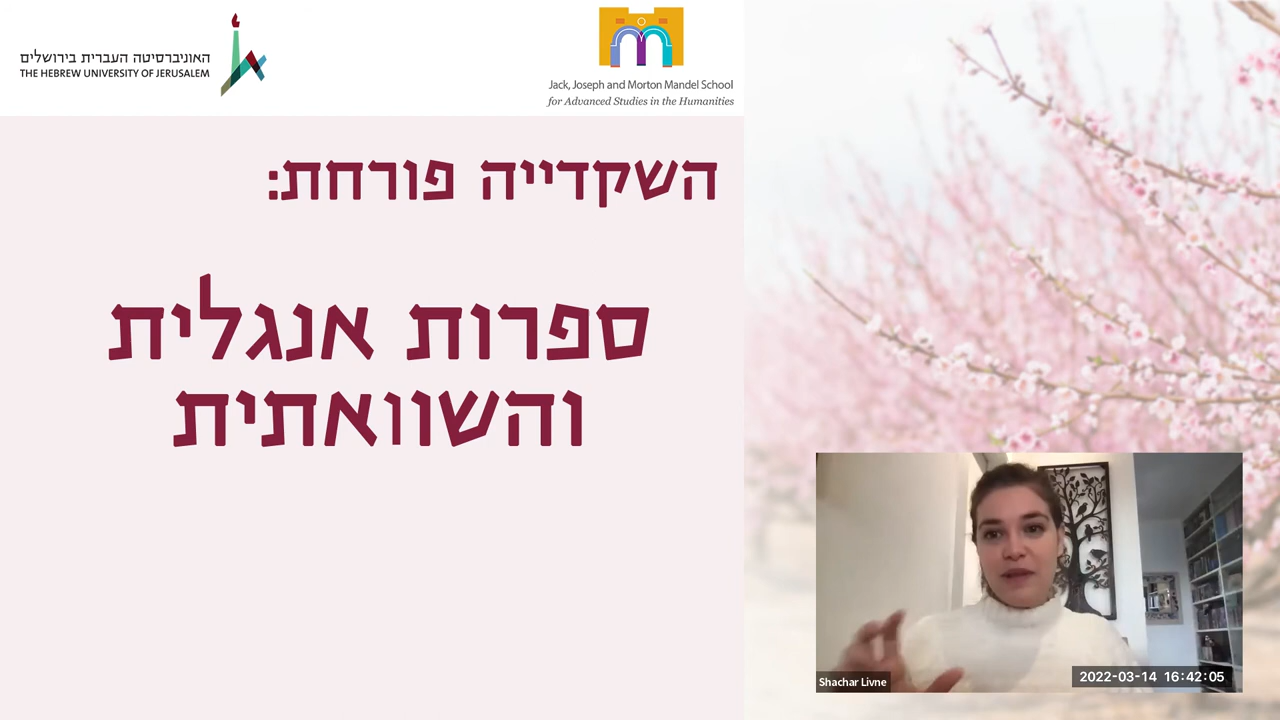 האוניברסיטה העברית בירושלים
THE HEBREW UNIVERSITY OF JERUSALEM
Jack, Joseph and Morton Mandel School
for Advanced Studies in the Humanities
השקדייה פורחת:
ספרות אנגלית
והשוואתית
Shachar Livne
2022-03-14 16:42:05